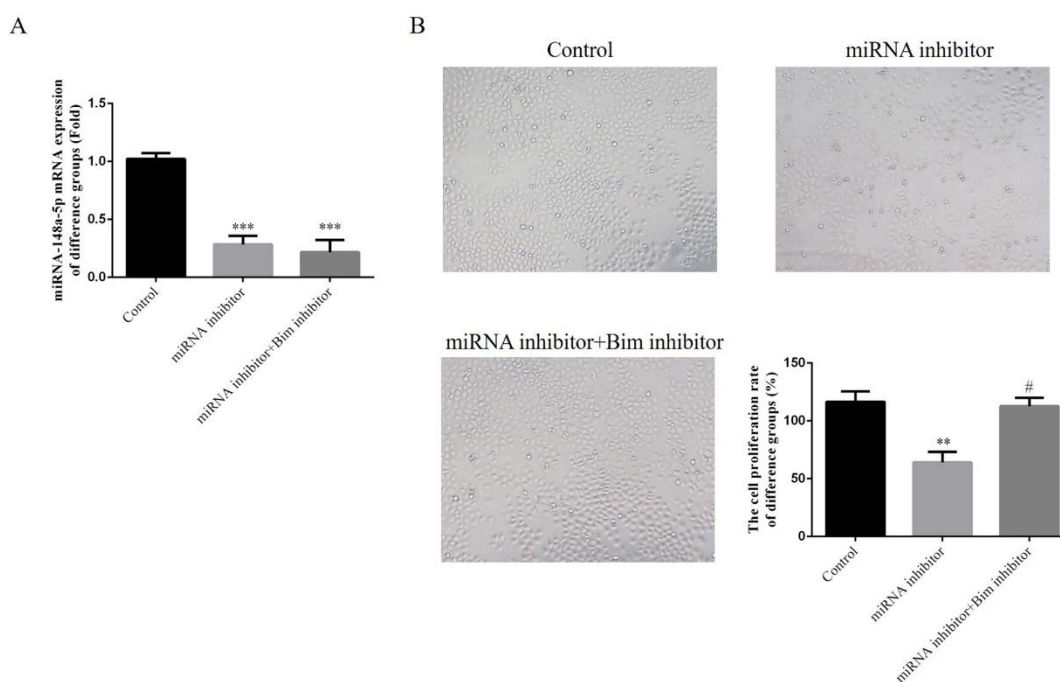 A
miRNA-148a-5p mRNA expression
of difference groups (Fold)
1.5
1.0
0.5
0.0
***
***
Control
miRNA inhibitor
miRNA inhibitor+Bim inhibitor
B
Control
miRNA inhibitor
miRNA inhibitor+Bim inhibitor
The cell proliferation rate
of difference groups (%)
150
100
50
0
**
#
Control
miRNA inhibitor
miRNA inhibitor+Bim inhibitor